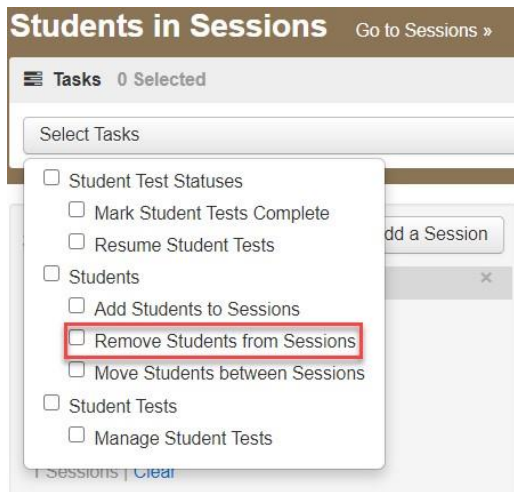 Students in Sessions Go to Sessions »
Tasks 0 Selected
Select Tasks
Student Test Statuses
Mark Student Tests Complete
Resume Student Tests
dd a Session
Students
Add Students to Sessions
Remove Students from Sessions
Move Students between Sessions
Student Tests
Manage Student Tests
1 Sessions | Clear